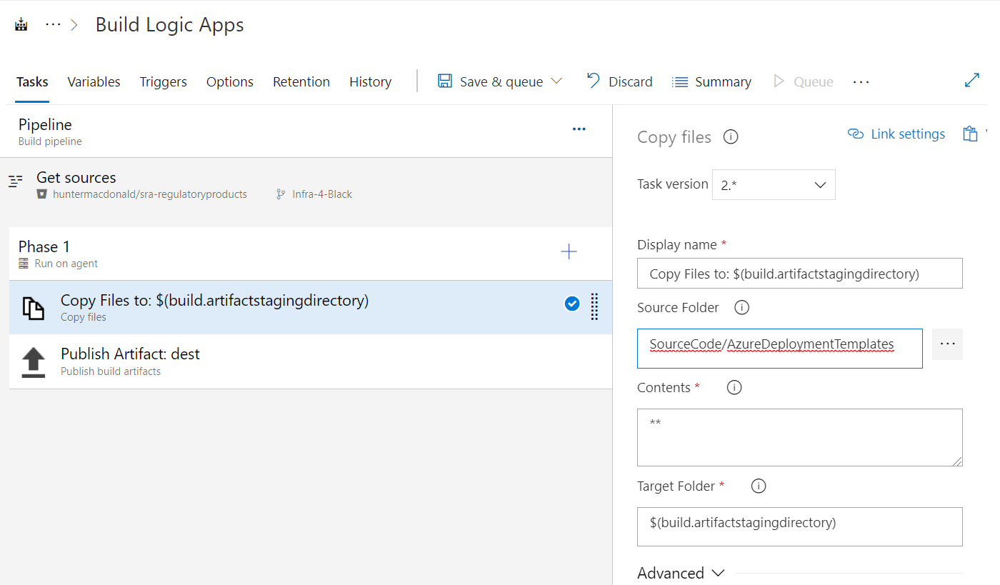 ··· > Build Logic Apps
Tasks Variables Triggers Options Retention History Save & queue Discard Summary Queue ···
Pipeline
Build pipeline
Get sources
huntermacdonald/sra-regulatoryproducts Infra-4-Black
Phase 1
Run on agent
Copy Files to: $(build.artifactstagingdirectory)
Copy files
Publish Artifact: dest
Publish build artifacts
Copy files Link settings
Task version 2.*
Display name *
Copy Files to: $(build.artifactstagingdirectory)
Source Folder
SourceCode/AzureDeploymentTemplates
Contents *
**
Target Folder *
$(build.artifactstagingdirectory)
Advanced